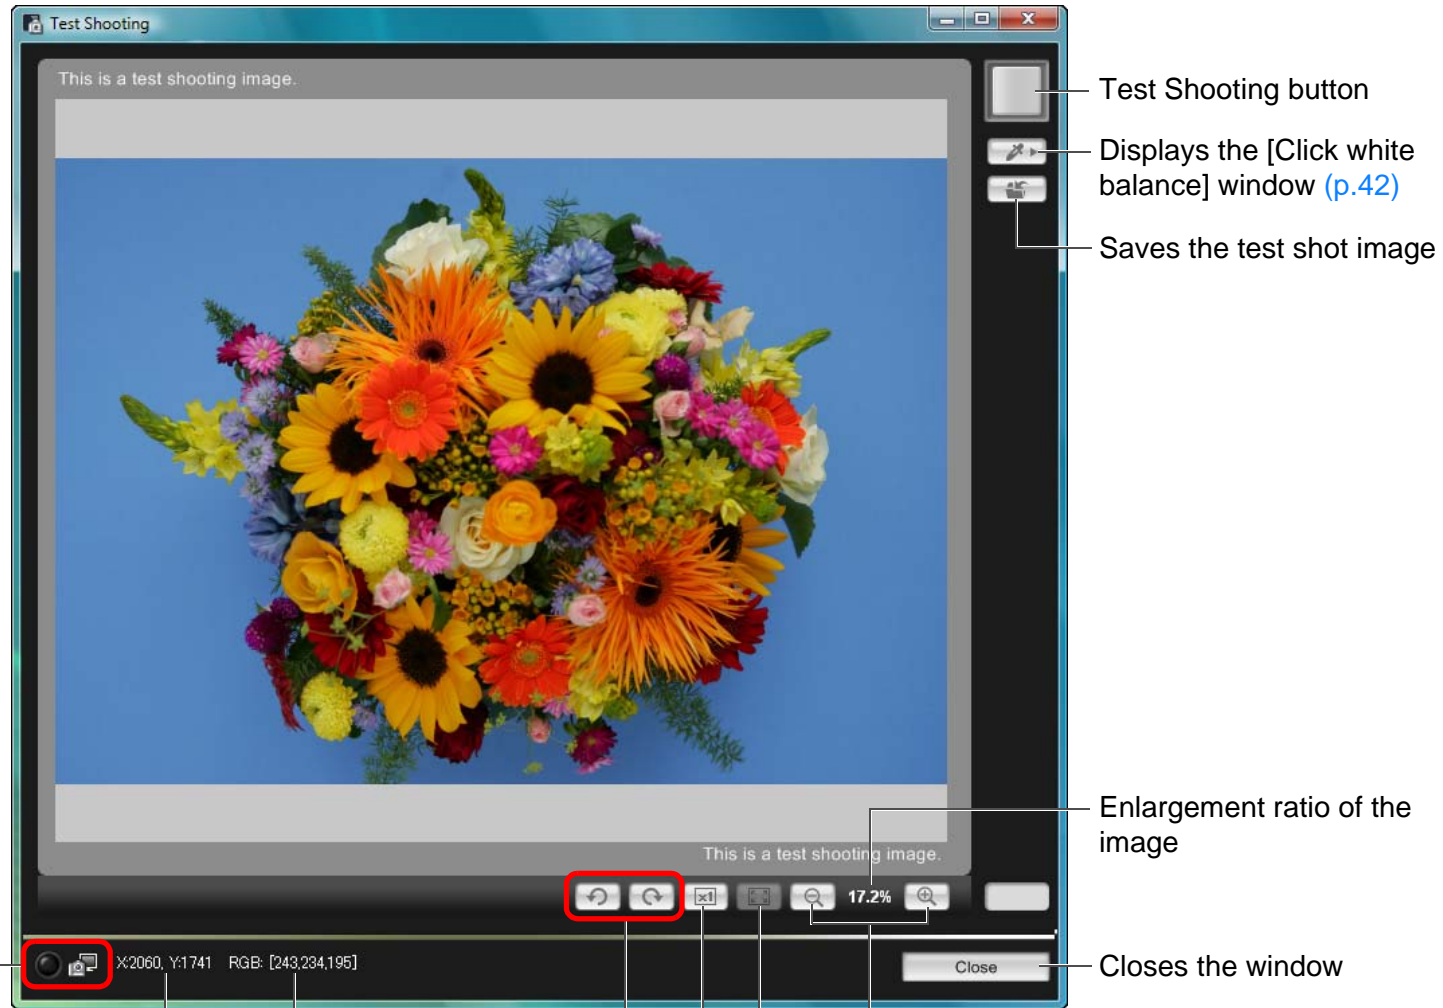 Test Shooting
This is a test shooting image.
Test Shooting button
Displays the [Click white
balance] window (p.42)
Saves the test shot image
Enlargement ratio of the
image
This is a test shooting image.
x1
17.2%
X:2060, Y:1741 RGB: [243,234,195]
Close
Closes the window